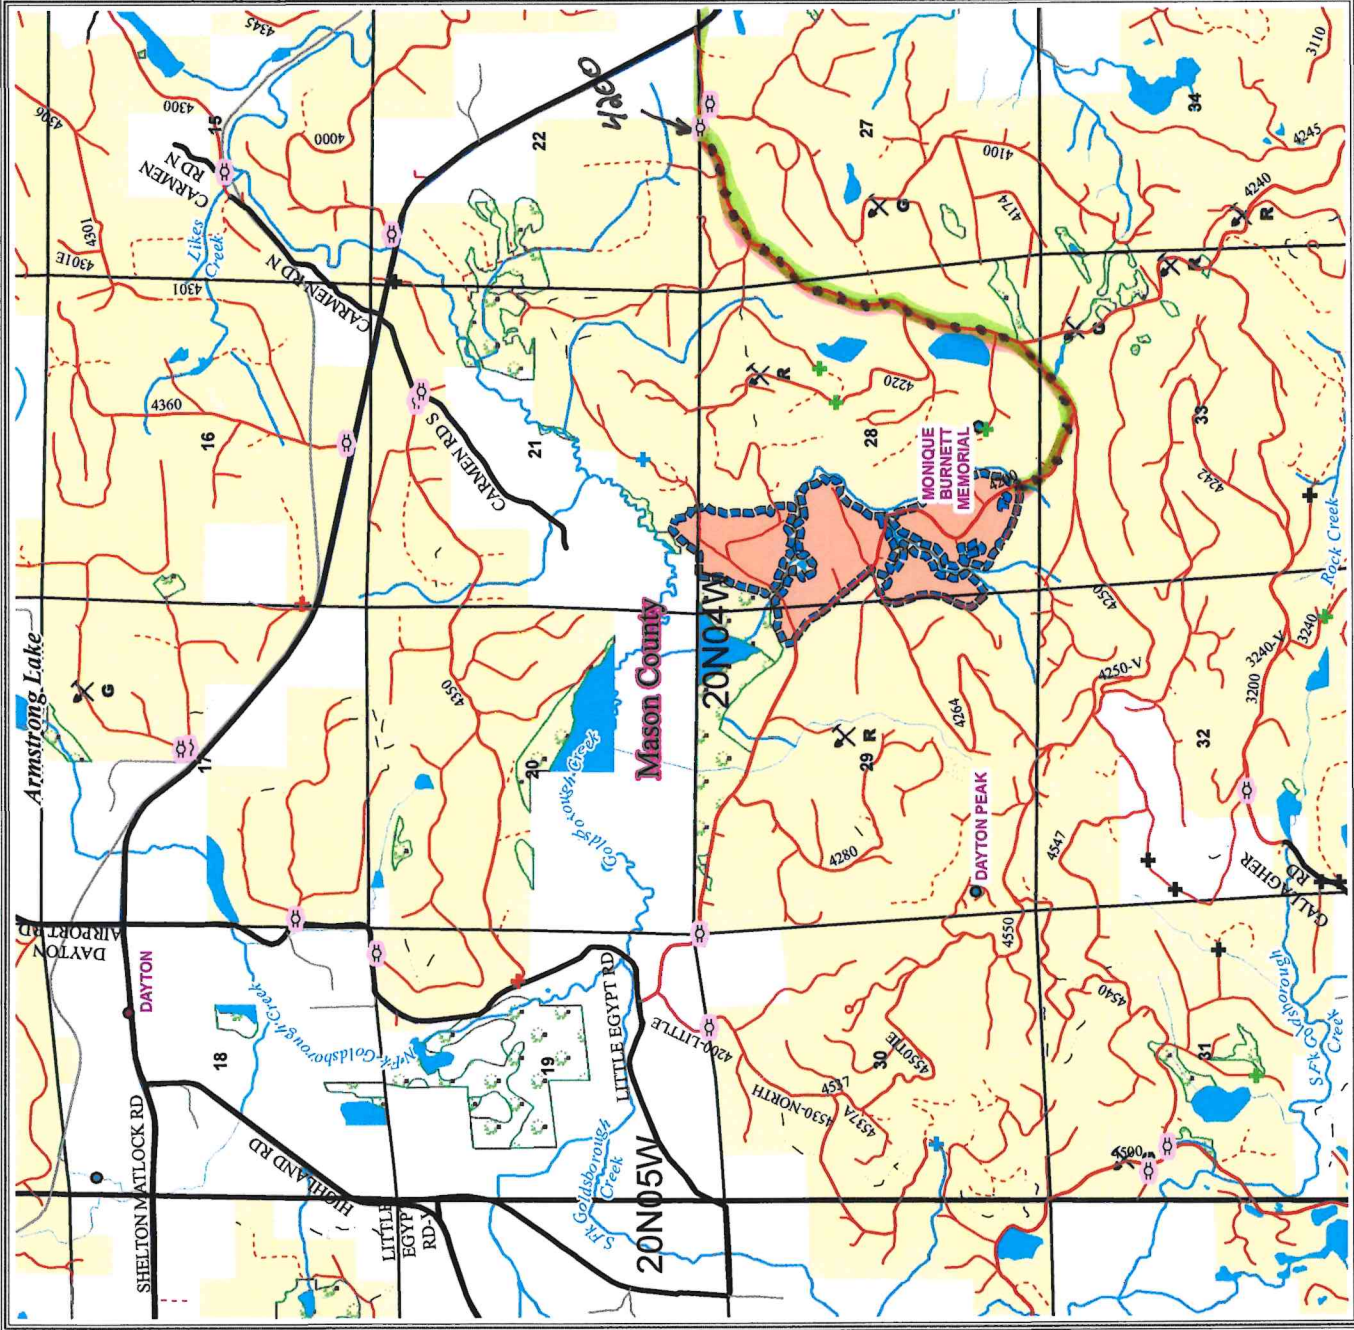 4345
4306
4300
15
4000
CARMEN
RD N
22
OPEN
27
34
3110
4245
4100
4174
4240
G
R
4301
4301E
Likes
Creek
4301
CARMEN RD N
4360
16
CARMEN RD S
21
R
4220
28
G
MONIQUE
BURNETT
MEMORIAL
33
4242
Rock Creek
Armstrong Lake
G
17
4350
20
Goldsborough Creek
Mason County
20N04W
4250
4250-V
3240-V
3240
3200
32
4264
R
29
4280
DAYTON PEAK
4547
GALLAGHER
RD
DAYTON
AIRPORT RD
DAYTON
18
N Fk Goldsborough Creek
19
LITTLE EGYPT RD
4200-LITTLE
4550
4540
30
4550TIE
4537
4537A
4530-NORTH
31
S Fk Goldsborough
Creek
4500
SHELTON MATLOCK RD
HIGHLAND RD
LITTLE
EGYPT
RD-V
S Fk Goldsborough
Creek
20N05W